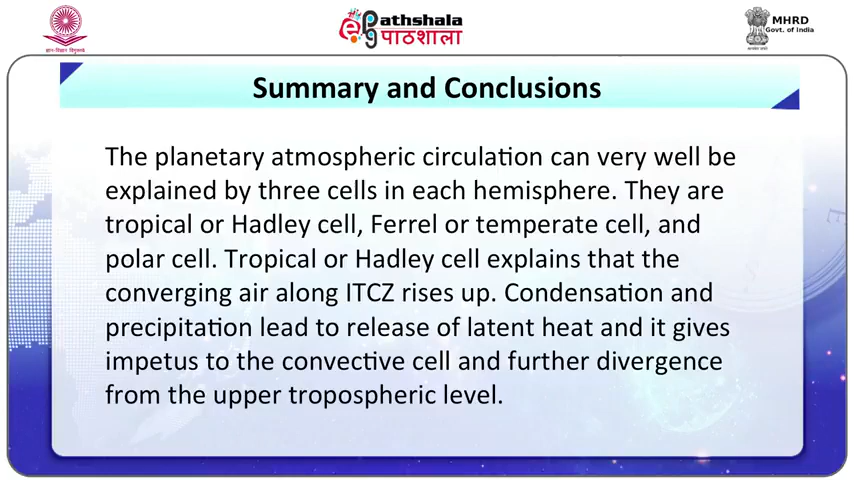 ePgPathshala
पाठशाला
MHRD
Govt. of India
Summary and Conclusions
The planetary atmospheric circulation can very well be
explained by three cells in each hemisphere. They are
tropical or Hadley cell, Ferrel or temperate cell, and
polar cell. Tropical or Hadley cell explains that the
converging air along ITCZ rises up. Condensation and
precipitation lead to release of latent heat and it gives
impetus to the convective cell and further divergence
from the upper tropospheric level.